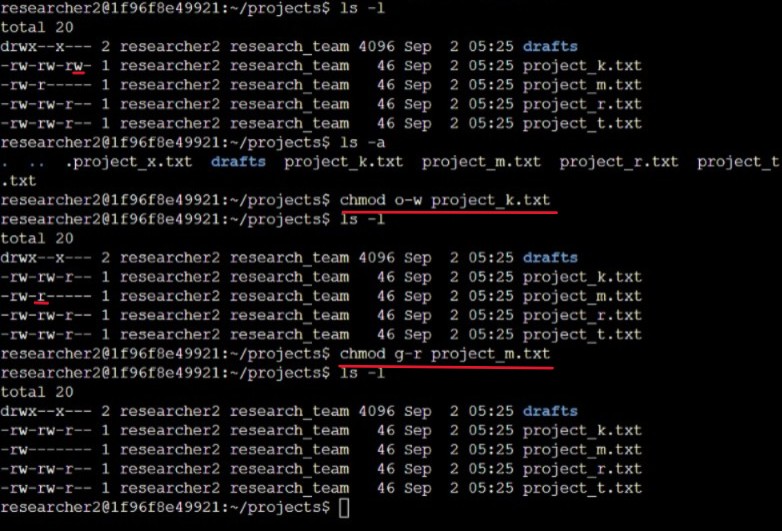 researcher2@1f96f8e49921:~/projects$ ls -l
total 20
drwx--x--- 2 researcher2 research_team 4096 Sep  2 05:25 drafts
-rw-rw-rw- 1 researcher2 research_team   46 Sep  2 05:25 project_k.txt
-rw-r----- 1 researcher2 research_team   46 Sep  2 05:25 project_m.txt
-rw-rw-r-- 1 researcher2 research_team   46 Sep  2 05:25 project_r.txt
-rw-rw-r-- 1 researcher2 research_team   46 Sep  2 05:25 project_t.txt
researcher2@1f96f8e49921:~/projects$ ls -a
.  ..  .project_x.txt  drafts  project_k.txt  project_m.txt  project_r.txt  project_t
.txt
researcher2@1f96f8e49921:~/projects$ chmod o-w project_k.txt
researcher2@1f96f8e49921:~/projects$ ls -l
total 20
drwx--x--- 2 researcher2 research_team 4096 Sep  2 05:25 drafts
-rw-rw-r-- 1 researcher2 research_team   46 Sep  2 05:25 project_k.txt
-rw-r----- 1 researcher2 research_team   46 Sep  2 05:25 project_m.txt
-rw-rw-r-- 1 researcher2 research_team   46 Sep  2 05:25 project_r.txt
-rw-rw-r-- 1 researcher2 research_team   46 Sep  2 05:25 project_t.txt
researcher2@1f96f8e49921:~/projects$ chmod g-r project_m.txt
researcher2@1f96f8e49921:~/projects$ ls -l
total 20
drwx--x--- 2 researcher2 research_team 4096 Sep  2 05:25 drafts
-rw-rw-r-- 1 researcher2 research_team   46 Sep  2 05:25 project_k.txt
-rw------- 1 researcher2 research_team   46 Sep  2 05:25 project_m.txt
-rw-rw-r-- 1 researcher2 research_team   46 Sep  2 05:25 project_r.txt
-rw-rw-r-- 1 researcher2 research_team   46 Sep  2 05:25 project_t.txt
researcher2@1f96f8e49921:~/projects$